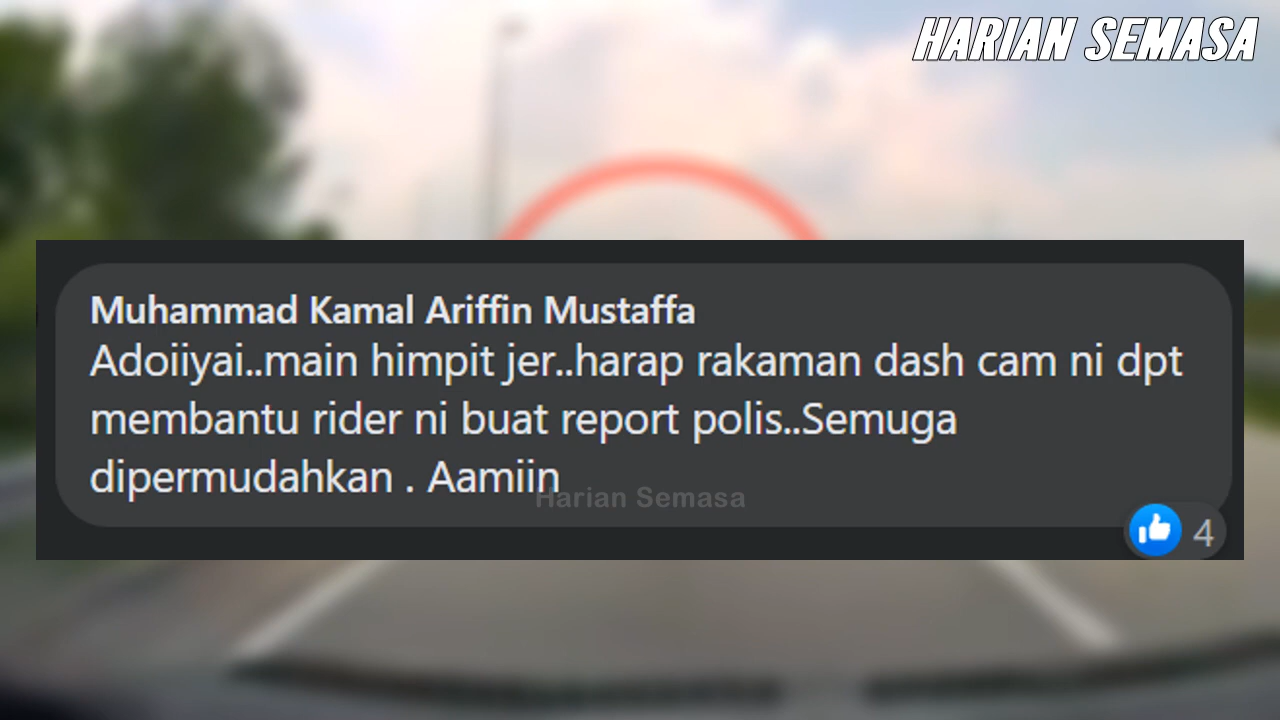 HARIAN SEMASA
Muhammad Kamal Ariffin Mustaffa
Adoiiyai..main himpit jer..harap rakaman dash cam ni dpt
membantu rider ni buat report polis..Semuga
dipermudahkan . Aamiin
Harian Semasa
4